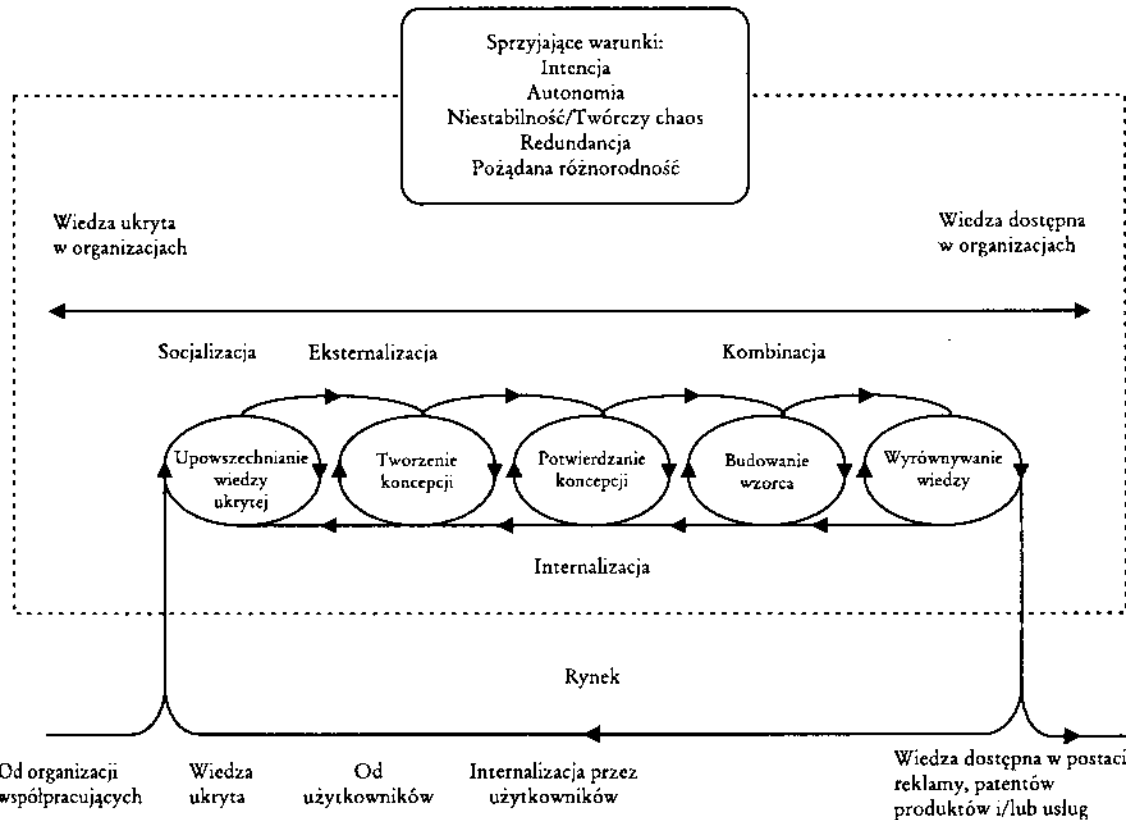 Sprzyjające warunki:
Intencja
Autonomia
Niestabilność/Twórczy chaos
Redundancja
Pożądana różnorodność
Wiedza ukryta
w organizacjach
Wiedza dostępna
w organizacjach
Socjalizacja
Eksternalizacja
Kombinacja
Upowszechnianie
wiedzy
ukrytej
Tworzenie
koncepcji
Potwierdzanie
koncepcji
Budowanie
wzorca
Wyrównywanie
wiedzy
Internalizacja
Rynek
Od organizacji
współpracujących
Wiedza
ukryta
Od
użytkowników
Internalizacja przez
użytkowników
Wiedza dostępna w postaci
reklamy, patentów
produktów i/lub usług